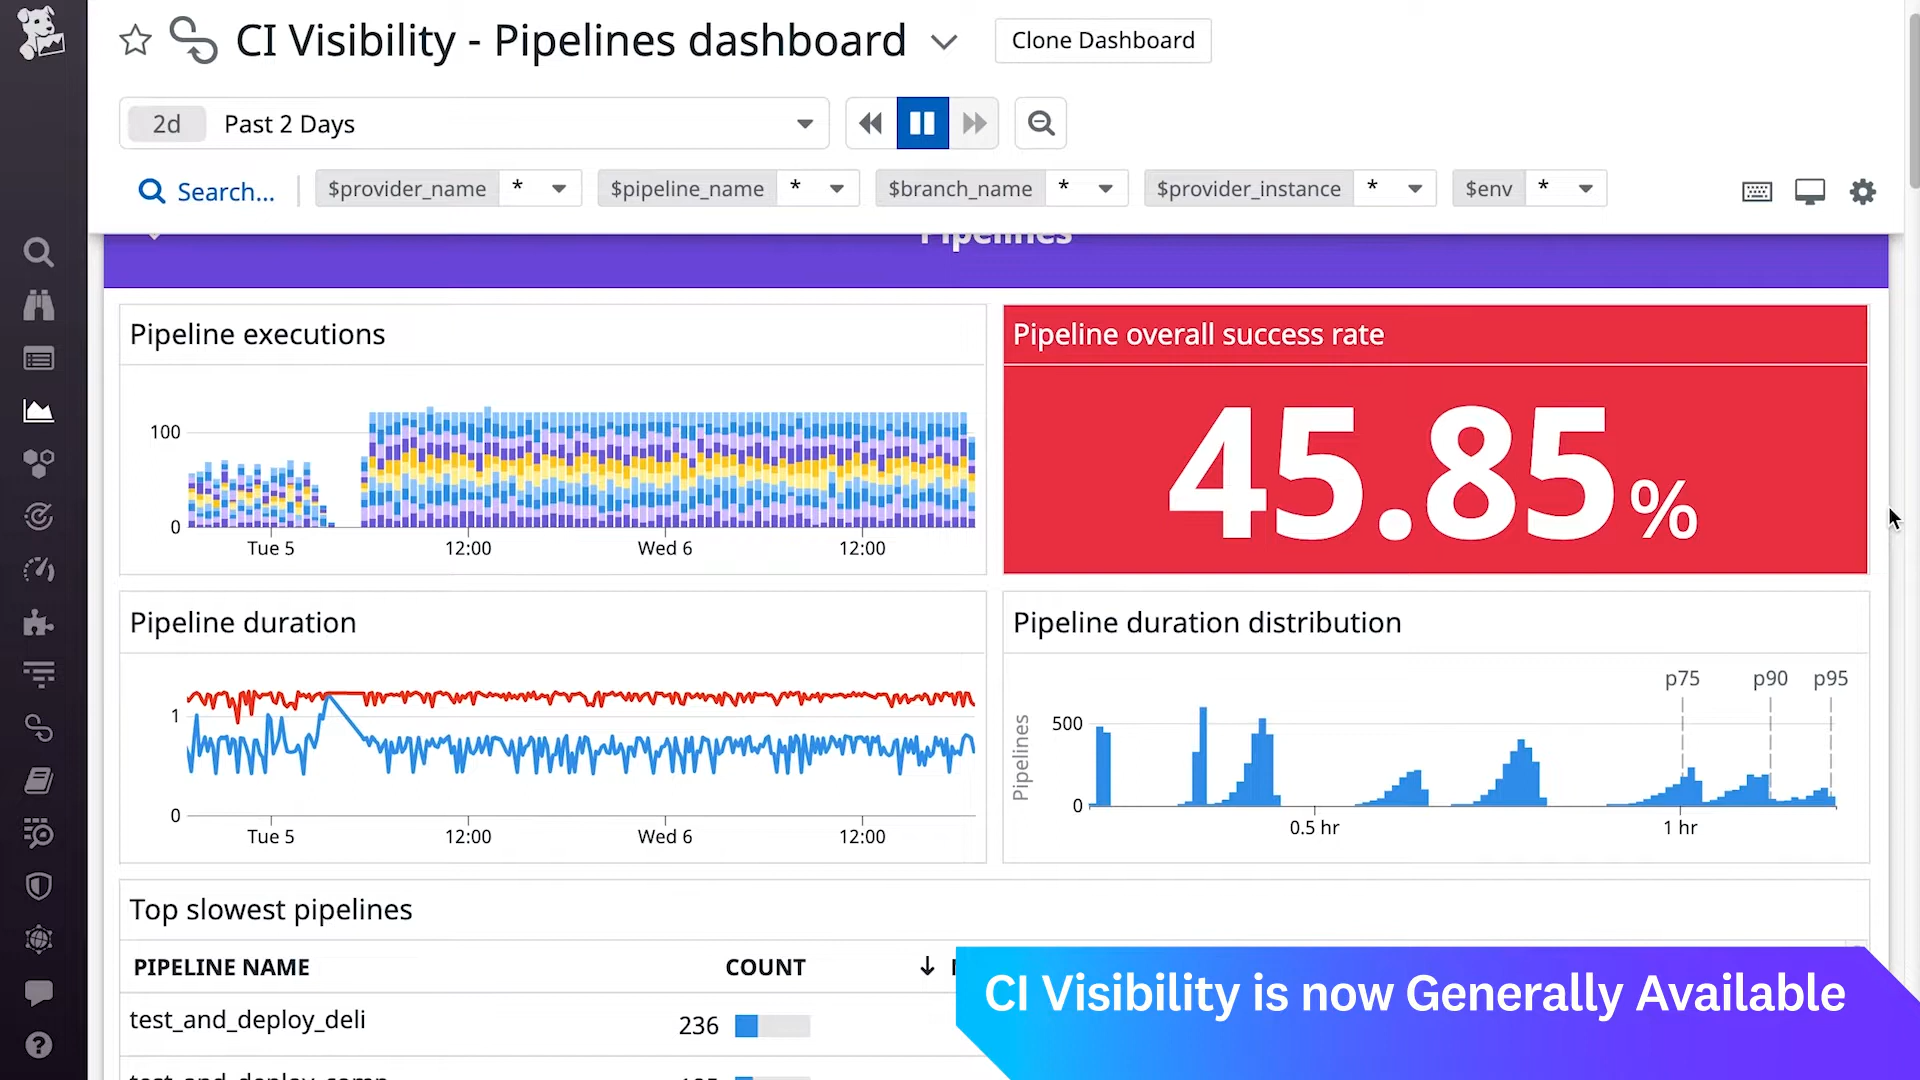 CI Visibility - Pipelines dashboard
Clone Dashboard
2d Past 2 Days
Search...
$provider_name *
$pipeline_name *
$branch_name *
$provider_instance *
$env *
Pipelines
Pipeline executions
100
0
Tue 5 12:00 Wed 6 12:00
Pipeline overall success rate
45.85%
Pipeline duration
1
0
Tue 5 12:00 Wed 6 12:00
Pipeline duration distribution
p75 p90 p95
Pipelines
500
0
0.5 hr 1 hr
Top slowest pipelines
PIPELINE NAME COUNT
test_and_deploy_deli 236
CI Visibility is now Generally Available